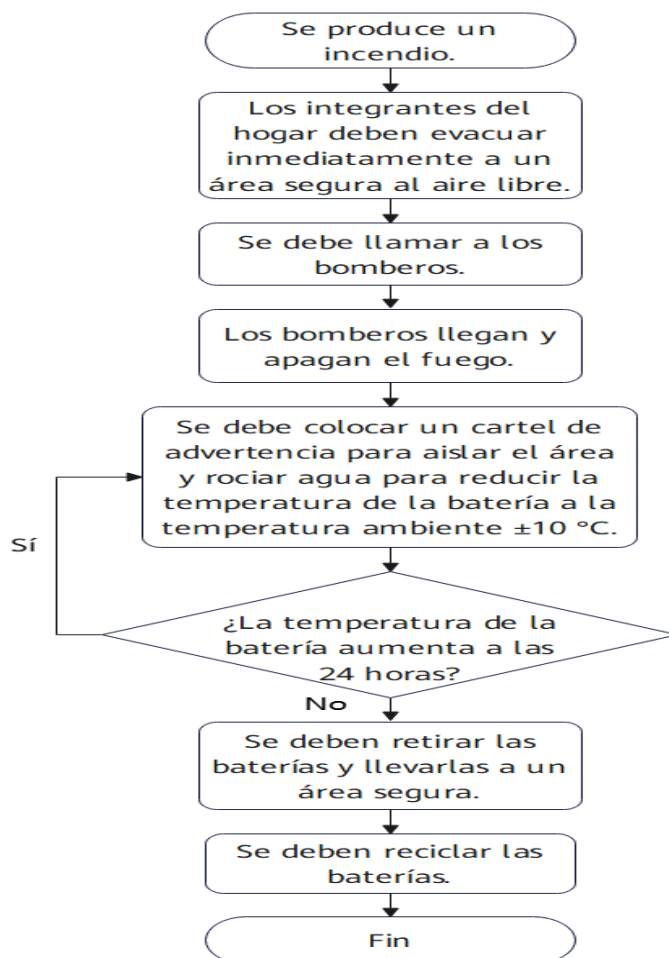 Se produce un
incendio.
Los integrantes del
hogar deben evacuar
inmediatamente a un
área segura al aire libre.
Se debe llamar a los
bomberos.
Los bomberos llegan y
apagan el fuego.
Se debe colocar un cartel de
advertencia para aislar el área
y rociar agua para reducir la
temperatura de la batería a la
temperatura ambiente ±10 °C.
Sí
¿La temperatura de la
batería aumenta a las
24 horas?
No
Se deben retirar las
baterías y llevarlas a un
área segura.
Se deben reciclar las
baterías.
Fin